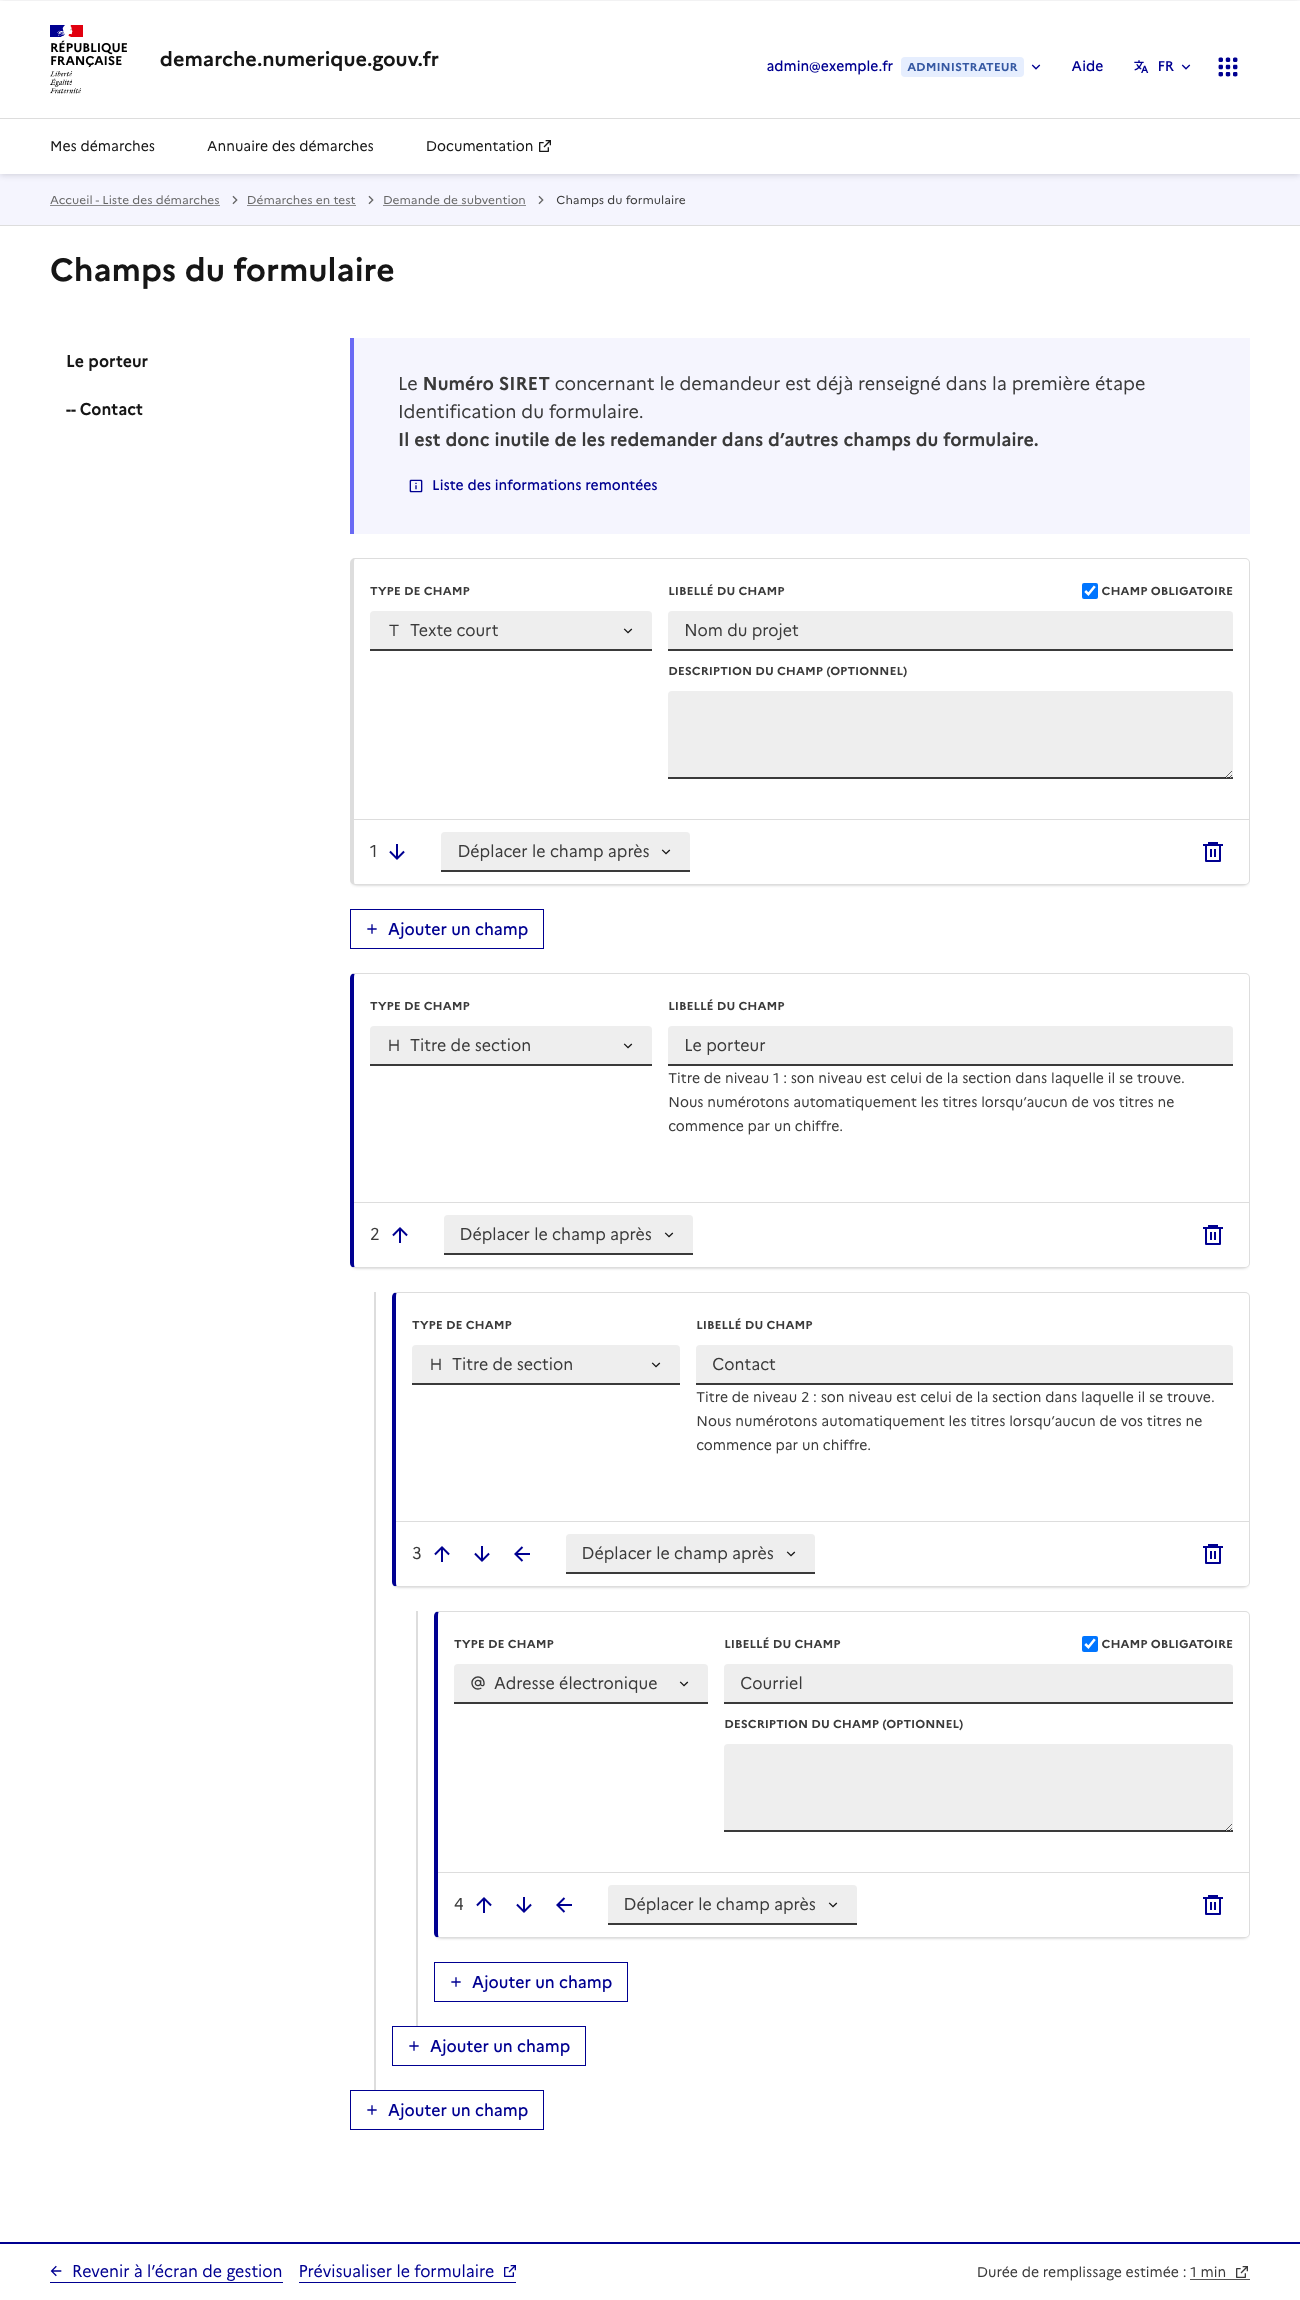 RÉPUBLIQUE
FRANÇAISE
Liberté
Égalité
Fraternité
demarche.numerique.gouv.fr
admin@exemple.fr ADMINISTRATEUR
Aide
FR
Mes démarches
Annuaire des démarches
Documentation
Accueil - Liste des démarches
Démarches en test
Demande de subvention
Champs du formulaire
Champs du formulaire
Le porteur
-- Contact
Le Numéro SIRET concernant le demandeur est déjà renseigné dans la première étape
Identification du formulaire.
Il est donc inutile de les redemander dans d’autres champs du formulaire.
Liste des informations remontées
TYPE DE CHAMP
LIBELLÉ DU CHAMP
CHAMP OBLIGATOIRE
Texte court
Nom du projet
DESCRIPTION DU CHAMP (OPTIONNEL)
1
Déplacer le champ après
+ Ajouter un champ
TYPE DE CHAMP
LIBELLÉ DU CHAMP
H Titre de section
Le porteur
Titre de niveau 1 : son niveau est celui de la section dans laquelle il se trouve.
Nous numérotons automatiquement les titres lorsqu’aucun de vos titres ne
commence par un chiffre.
2
Déplacer le champ après
TYPE DE CHAMP
LIBELLÉ DU CHAMP
H Titre de section
Contact
Titre de niveau 2 : son niveau est celui de la section dans laquelle il se trouve.
Nous numérotons automatiquement les titres lorsqu’aucun de vos titres ne
commence par un chiffre.
3
Déplacer le champ après
TYPE DE CHAMP
LIBELLÉ DU CHAMP
CHAMP OBLIGATOIRE
@ Adresse électronique
Courriel
DESCRIPTION DU CHAMP (OPTIONNEL)
4
Déplacer le champ après
+ Ajouter un champ
+ Ajouter un champ
+ Ajouter un champ
Revenir à l’écran de gestion
Prévisualiser le formulaire
Durée de remplissage estimée : 1 min